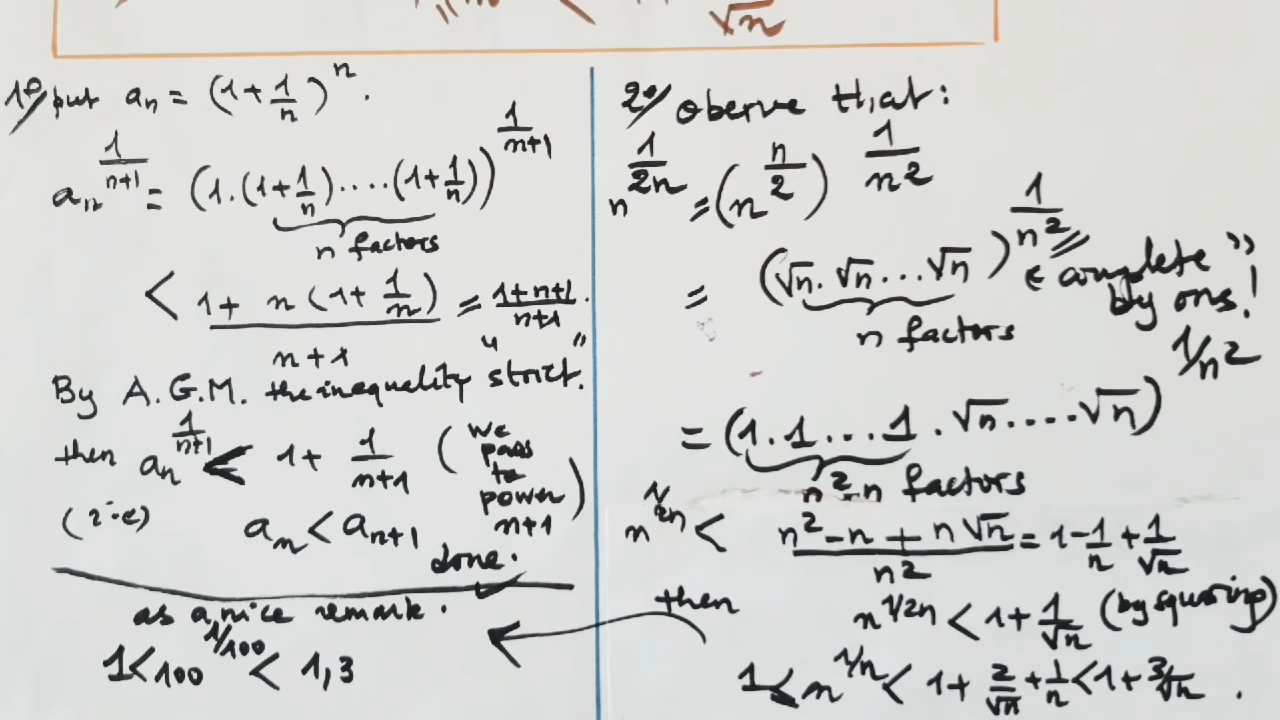 √n
1º/ put aₙ = (1 + 1/n)ⁿ.
aₙ^(1/(n+1)) = (1·(1+1/n)····(1+1/n))^(1/(n+1))
n factors
< (1 + n(1 + 1/n))/(n+1) = (1+n+1)/(n+1).
By A.G.M. the inequality "strict".
then aₙ^(1/(n+1)) < 1 + 1/(n+1) (we pass to power n+1)
(i-e) aₙ < aₙ₊₁
done.
as a nice remark.
1 < 100^(1/100) < 1,3
2º/ Oberve that:
n^(1/2n) = (n^(n/2))^(1/n²)
= (√n·√n...√n)^(1/n²) =
n factors
"complete
by ons!"
= (1·1...1·√n....√n)^(1/n²)
n²-n factors
n^(1/2n) < (n²-n+n√n)/n² = 1 - 1/n + 1/√n
then n^(1/2n) < 1 + 1/√n (by squaring)
1 ≤ n^(1/n) < 1 + 2/√n + 1/n < 1 + 3/√n .